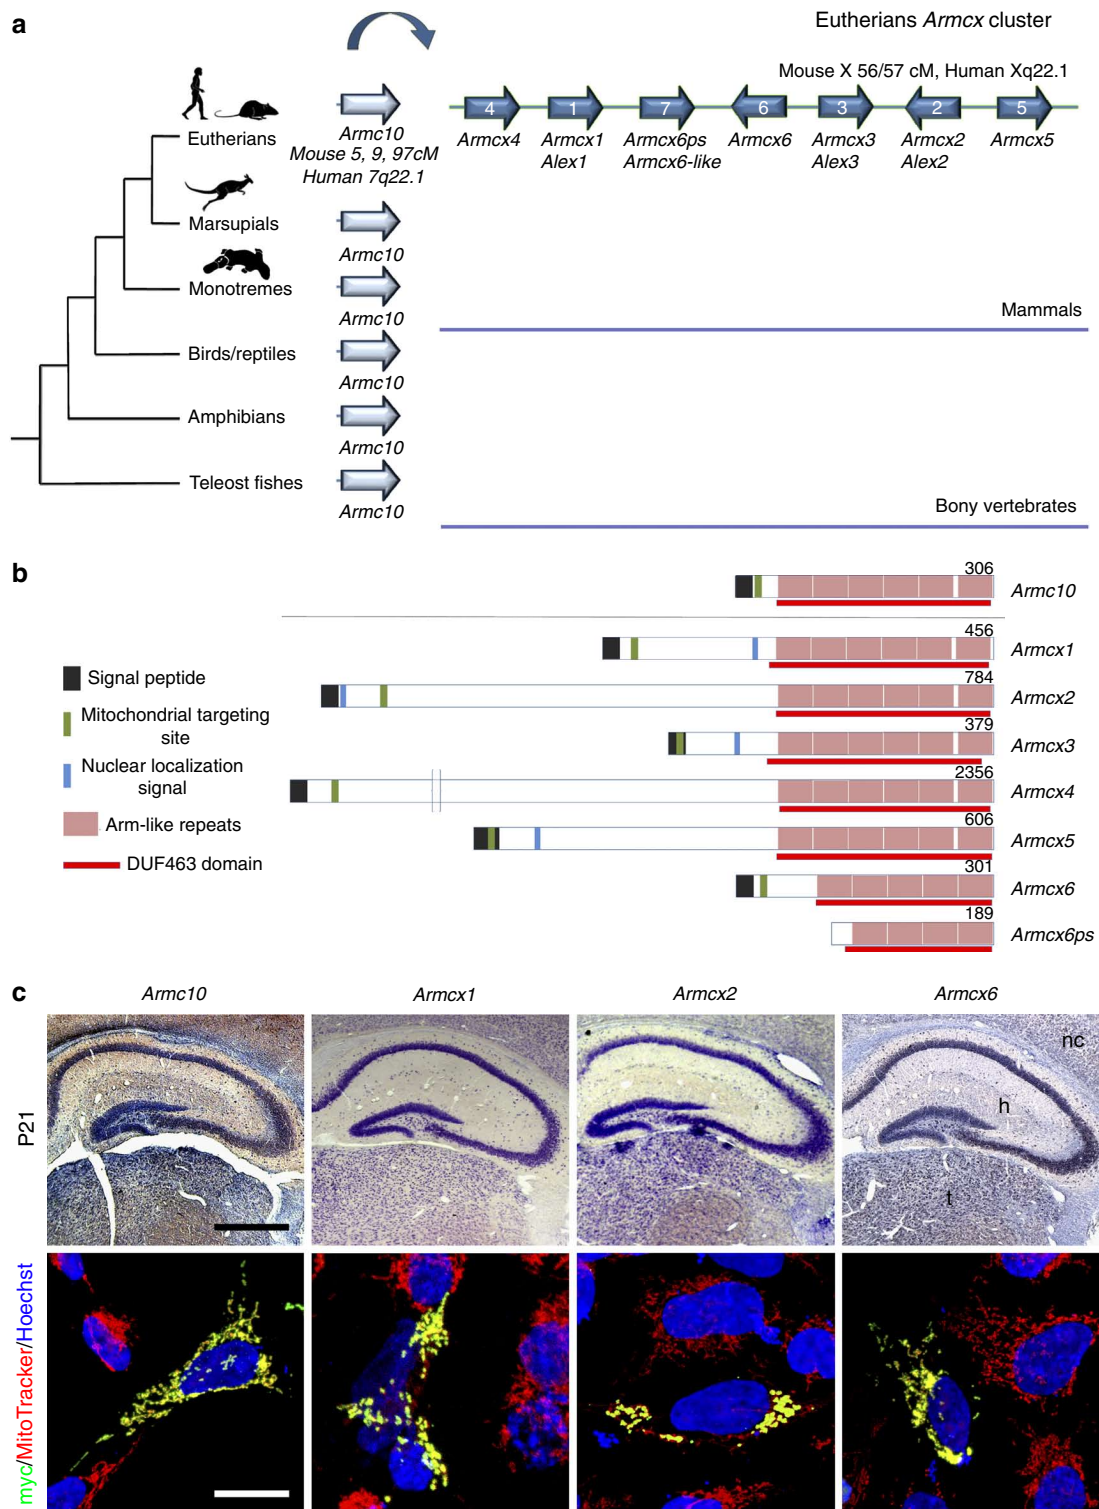 a
Eutherians Armcx cluster
Mouse X 56/57 cM, Human Xq22.1
4 1 7 6 3 2 5
Armcx4 Armcx1 Armcx6ps Armcx6 Armcx3 Armcx2 Armcx5
Alex1 Armcx6-like Alex3 Alex2
Eutherians
Armc10
Mouse 5, 9, 97cM
Human 7q22.1
Marsupials
Armc10
Monotremes
Armc10
Mammals
Birds/reptiles
Armc10
Amphibians
Armc10
Teleost fishes
Armc10
Bony vertebrates
b
Signal peptide
Mitochondrial targeting
site
Nuclear localization
signal
Arm-like repeats
DUF463 domain
306
Armc10
456
Armcx1
784
Armcx2
379
Armcx3
2356
Armcx4
606
Armcx5
301
Armcx6
189
Armcx6ps
c
Armc10 Armcx1 Armcx2 Armcx6
P21
nc
h
t
myc/MitoTracker/Hoechst